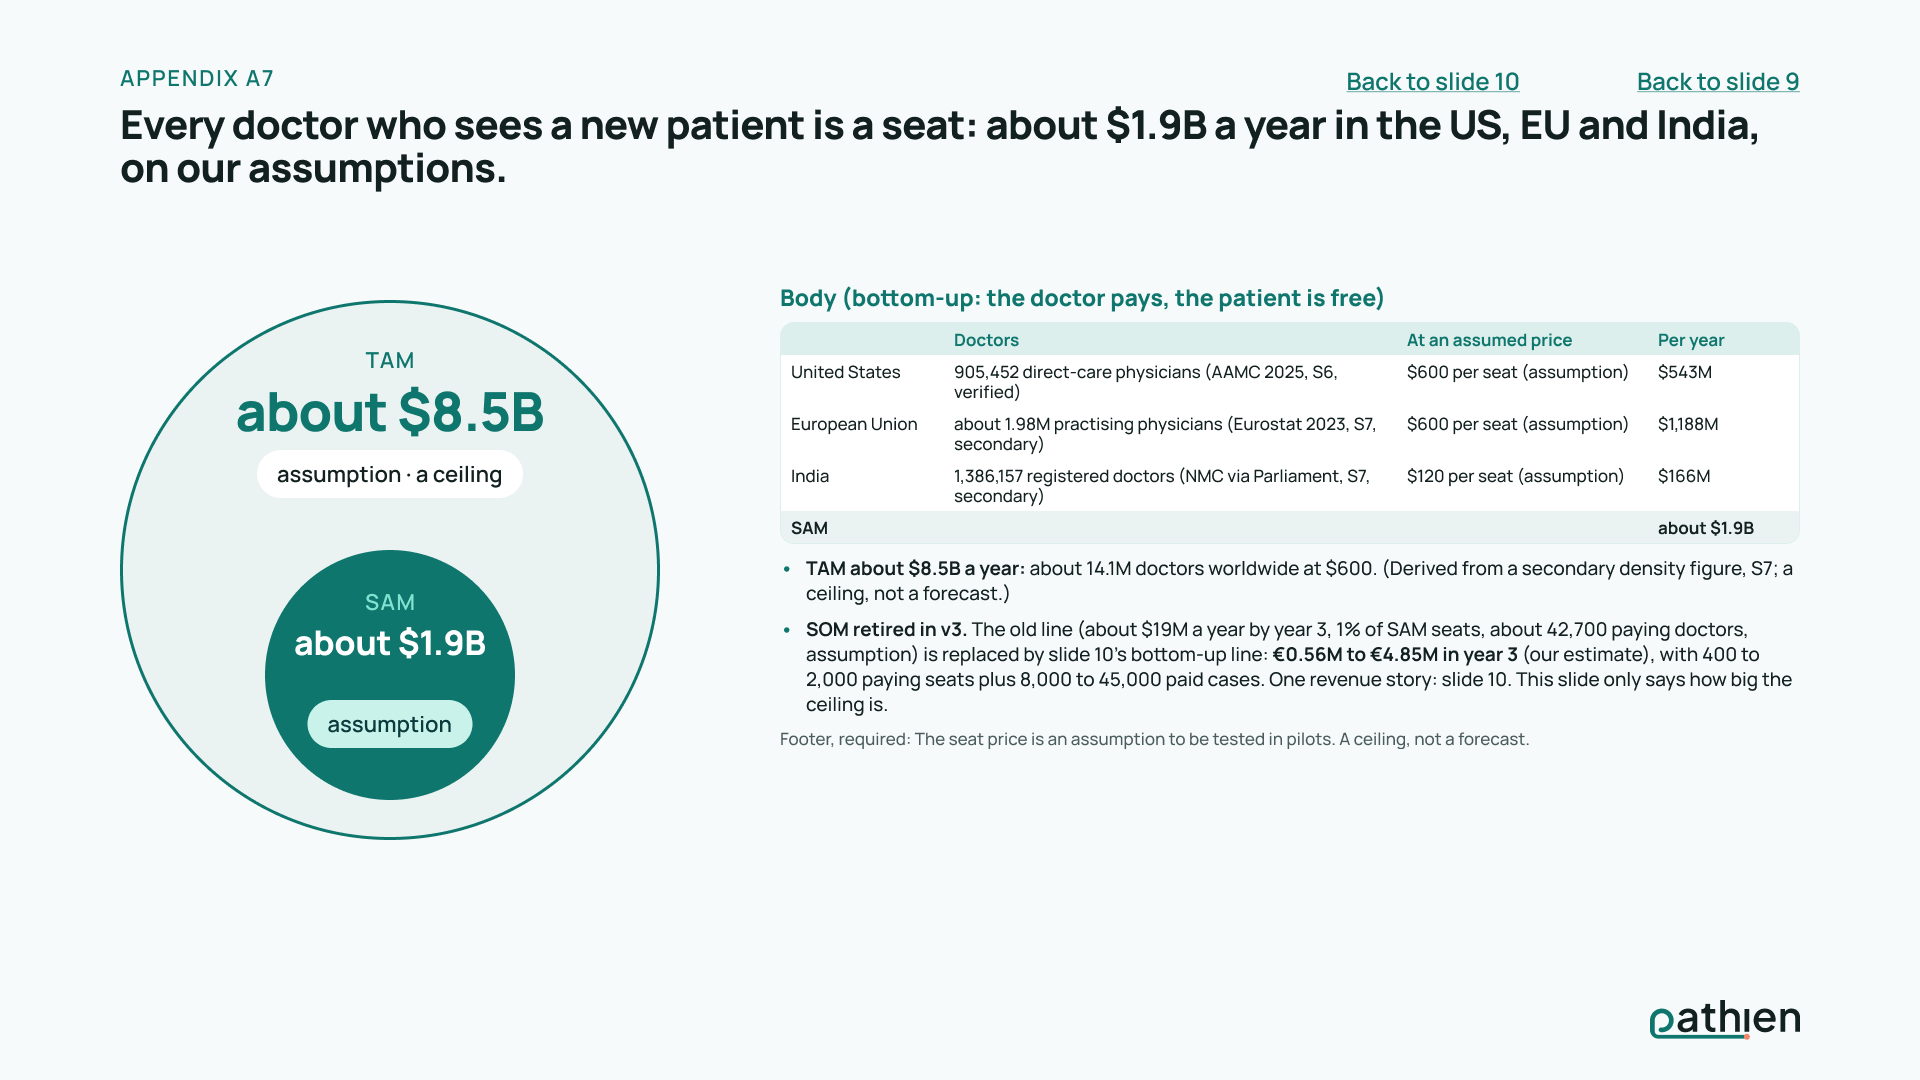 APPENDIX A7
Back to slide 10
Back to slide 9
Every doctor who sees a new patient is a seat: about $1.9B a year in the US, EU and India,
on our assumptions.
TAM
about $8.5B
assumption · a ceiling
SAM
about $1.9B
assumption
Body (bottom-up: the doctor pays, the patient is free)
Doctors At an assumed price Per year
United States 905,452 direct-care physicians (AAMC 2025, S6, $600 per seat (assumption) $543M
verified)
European Union about 1.98M practising physicians (Eurostat 2023, S7, $600 per seat (assumption) $1,188M
secondary)
India 1,386,157 registered doctors (NMC via Parliament, S7, $120 per seat (assumption) $166M
secondary)
SAM about $1.9B
• TAM about $8.5B a year: about 14.1M doctors worldwide at $600. (Derived from a secondary density figure, S7; a
ceiling, not a forecast.)
• SOM retired in v3. The old line (about $19M a year by year 3, 1% of SAM seats, about 42,700 paying doctors,
assumption) is replaced by slide 10's bottom-up line: €0.56M to €4.85M in year 3 (our estimate), with 400 to
2,000 paying seats plus 8,000 to 45,000 paid cases. One revenue story: slide 10. This slide only says how big the
ceiling is.
Footer, required: The seat price is an assumption to be tested in pilots. A ceiling, not a forecast.
pathien